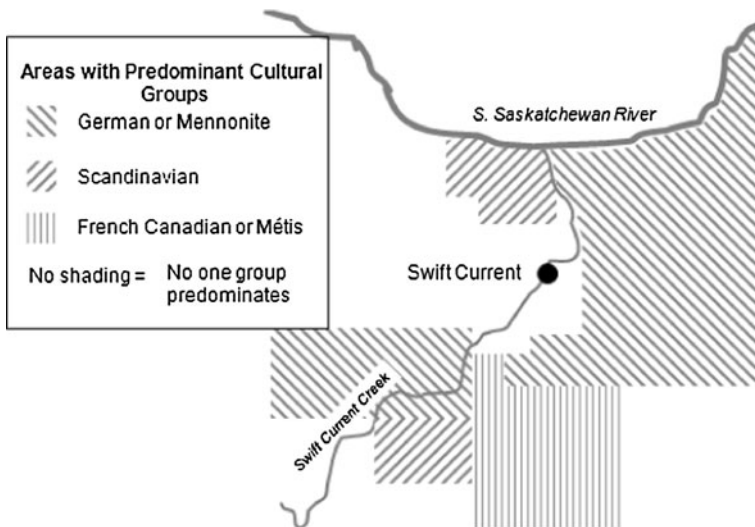 Areas with Predominant Cultural
Groups
German or Mennonite
Scandinavian
French Canadian or Métis
No shading = No one group
predominates
S. Saskatchewan River
Swift Current
Swift Current Creek